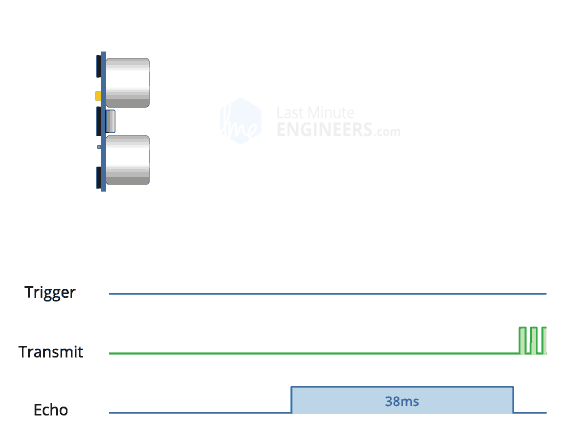 Last Minute
ENGINEERS.com
Trigger
Transmit
Echo
38ms